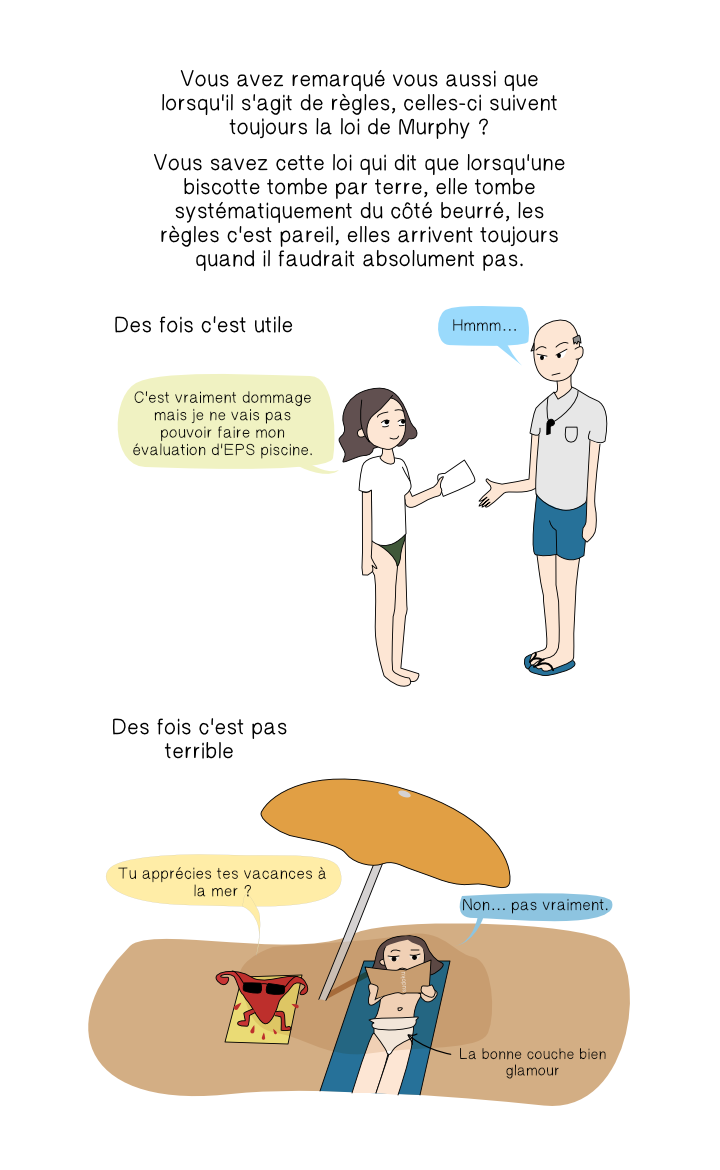 Vous avez remarqué vous aussi que
lorsqu'il s'agit de règles, celles-ci suivent
toujours la loi de Murphy ?
Vous savez cette loi qui dit que lorsqu'une
biscotte tombe par terre, elle tombe
systématiquement du côté beurré, les
règles c'est pareil, elles arrivent toujours
quand il faudrait absolument pas.
Des fois c'est utile
Hmmm...
C'est vraiment dommage
mais je ne vais pas
pouvoir faire mon
évaluation d'EPS piscine.
Des fois c'est pas
terrible
Tu apprécies tes vacances à
la mer ?
Non... pas vraiment.
La bonne couche bien
glamour